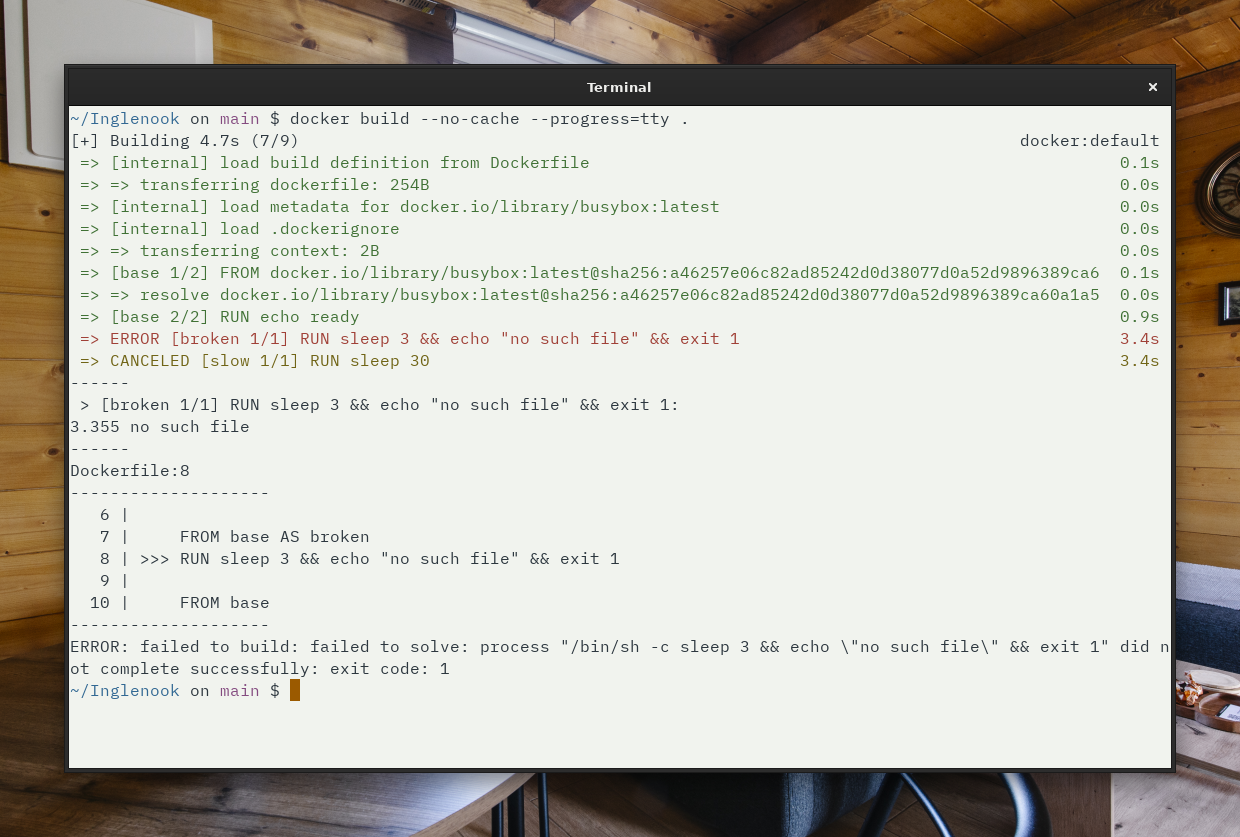 Terminal ×
~/Inglenook on main $ docker build --no-cache --progress=tty .
[+] Building 4.7s (7/9) docker:default
 => [internal] load build definition from Dockerfile 0.1s
 => => transferring dockerfile: 254B 0.0s
 => [internal] load metadata for docker.io/library/busybox:latest 0.0s
 => [internal] load .dockerignore 0.0s
 => => transferring context: 2B 0.0s
 => [base 1/2] FROM docker.io/library/busybox:latest@sha256:a46257e06c82ad85242d0d38077d0a52d9896389ca6 0.1s
 => => resolve docker.io/library/busybox:latest@sha256:a46257e06c82ad85242d0d38077d0a52d9896389ca60a1a5 0.0s
 => [base 2/2] RUN echo ready 0.9s
 => ERROR [broken 1/1] RUN sleep 3 && echo "no such file" && exit 1 3.4s
 => CANCELED [slow 1/1] RUN sleep 30 3.4s
------
 > [broken 1/1] RUN sleep 3 && echo "no such file" && exit 1:
3.355 no such file
------
Dockerfile:8
--------------------
   6 |
   7 |     FROM base AS broken
   8 | >>> RUN sleep 3 && echo "no such file" && exit 1
   9 |
  10 |     FROM base
--------------------
ERROR: failed to build: failed to solve: process "/bin/sh -c sleep 3 && echo \"no such file\" && exit 1" did n
ot complete successfully: exit code: 1
~/Inglenook on main $